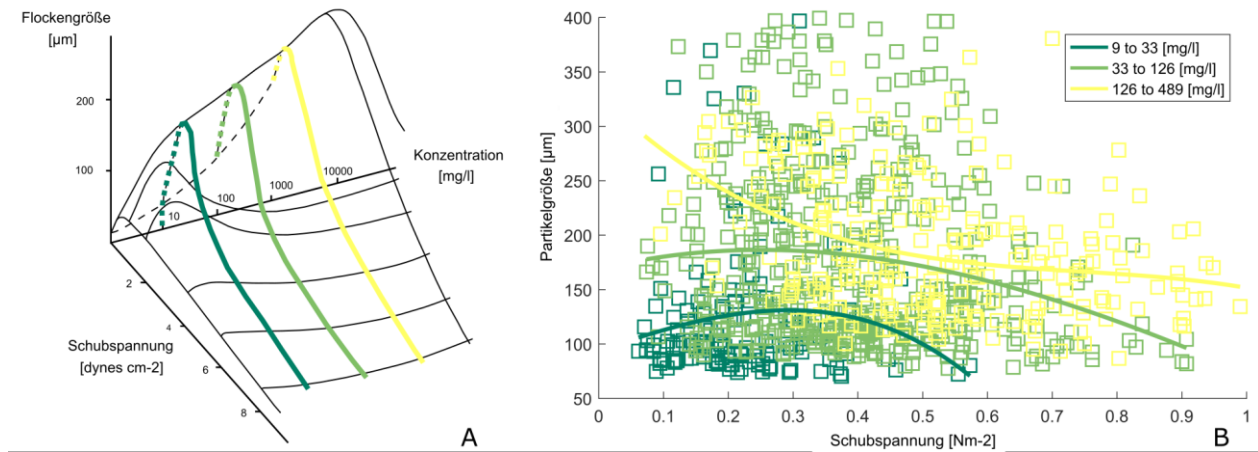 Flockengröße
[µm]
200
100
Konzentration
[mg/l]
10
100
1000
10000
2
4
6
8
Schubspannung
[dynes cm-2]
A
400
350
300
250
200
150
100
50
Partikelgröße [µm]
0
0.1
0.2
0.3
0.4
0.5
0.6
0.7
0.8
0.9
1
Schubspannung [Nm-2]
9 to 33 [mg/l]
33 to 126 [mg/l]
126 to 489 [mg/l]
B